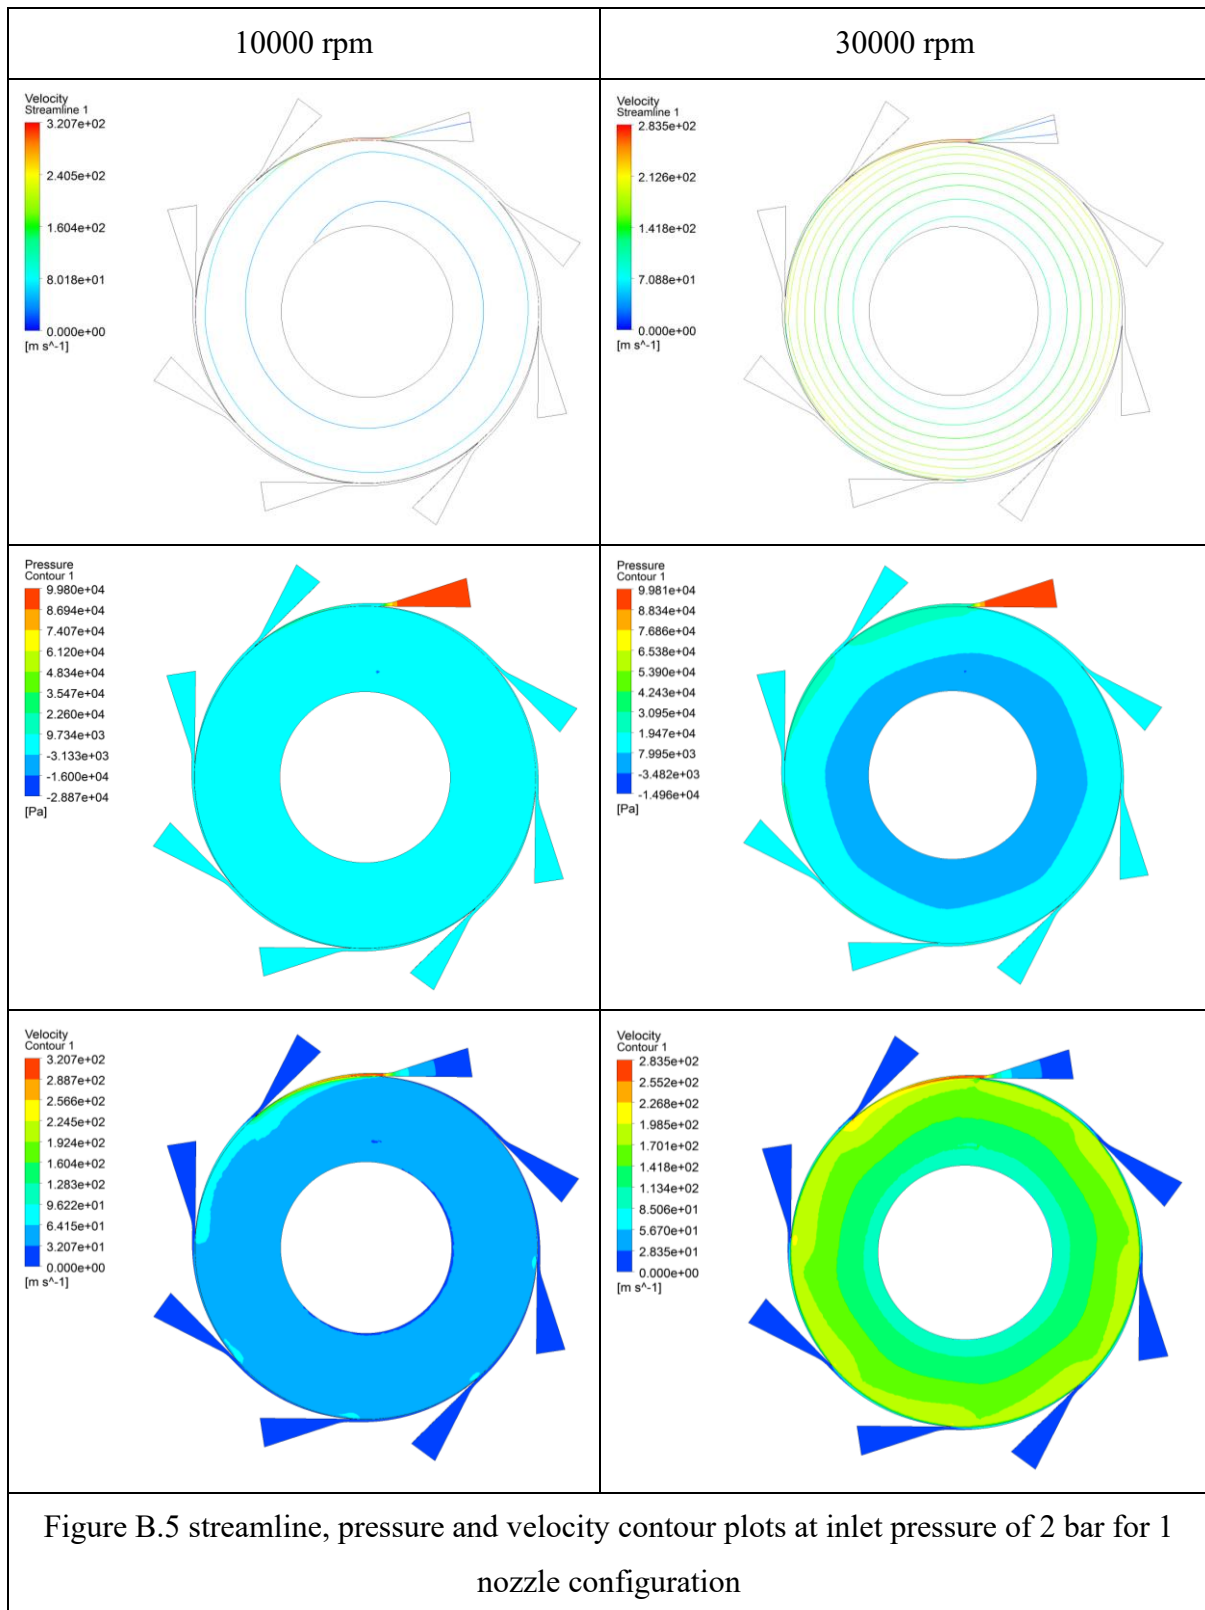 10000 rpm
30000 rpm
Velocity
Streamline 1
3.207e+02
2.405e+02
1.604e+02
8.018e+01
0.000e+00
[m s^-1]
Velocity
Streamline 1
2.835e+02
2.126e+02
1.418e+02
7.088e+01
0.000e+00
[m s^-1]
Pressure
Contour 1
9.980e+04
8.694e+04
7.407e+04
6.120e+04
4.834e+04
3.547e+04
2.260e+04
9.734e+03
-3.133e+03
-1.600e+04
-2.887e+04
[Pa]
Pressure
Contour 1
9.981e+04
8.834e+04
7.686e+04
6.538e+04
5.390e+04
4.243e+04
3.095e+04
1.947e+04
7.995e+03
-3.482e+03
-1.496e+04
[Pa]
Velocity
Contour 1
3.207e+02
2.887e+02
2.566e+02
2.245e+02
1.924e+02
1.604e+02
1.283e+02
9.622e+01
6.415e+01
3.207e+01
0.000e+00
[m s^-1]
Velocity
Contour 1
2.835e+02
2.552e+02
2.268e+02
1.985e+02
1.701e+02
1.418e+02
1.134e+02
8.506e+01
5.670e+01
2.835e+01
0.000e+00
[m s^-1]
Figure B.5 streamline, pressure and velocity contour plots at inlet pressure of 2 bar for 1
nozzle configuration